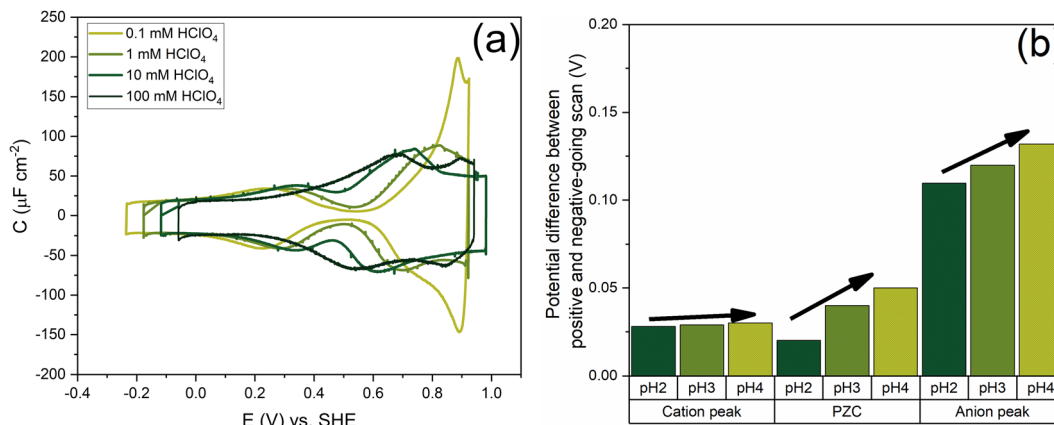 (a)
0.1 mM HClO₄
1 mM HClO₄
10 mM HClO₄
100 mM HClO₄
C (μF cm⁻²)
250
200
150
100
50
0
-50
-100
-150
-200
-0.4 -0.2 0.0 0.2 0.4 0.6 0.8 1.0
E (V) vs. SHE
(b)
Potential difference between
positive and negative-going scan (V)
0.20
0.15
0.10
0.05
0.00
pH2 pH3 pH4 pH2 pH3 pH4 pH2 pH3 pH4
Cation peak PZC Anion peak